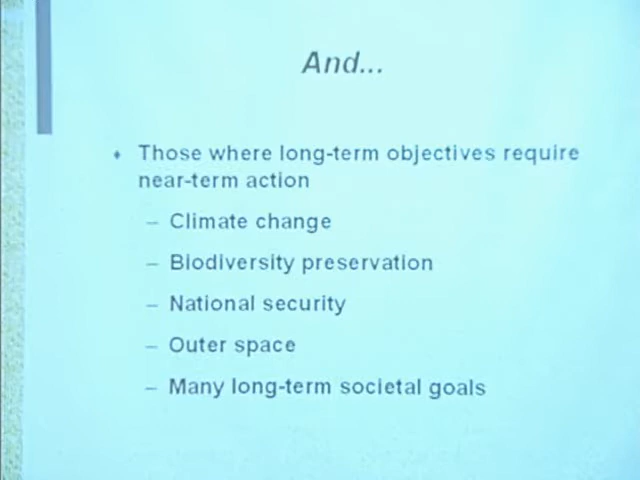 And...
♦ Those where long-term objectives require
near-term action
– Climate change
– Biodiversity preservation
– National security
– Outer space
– Many long-term societal goals